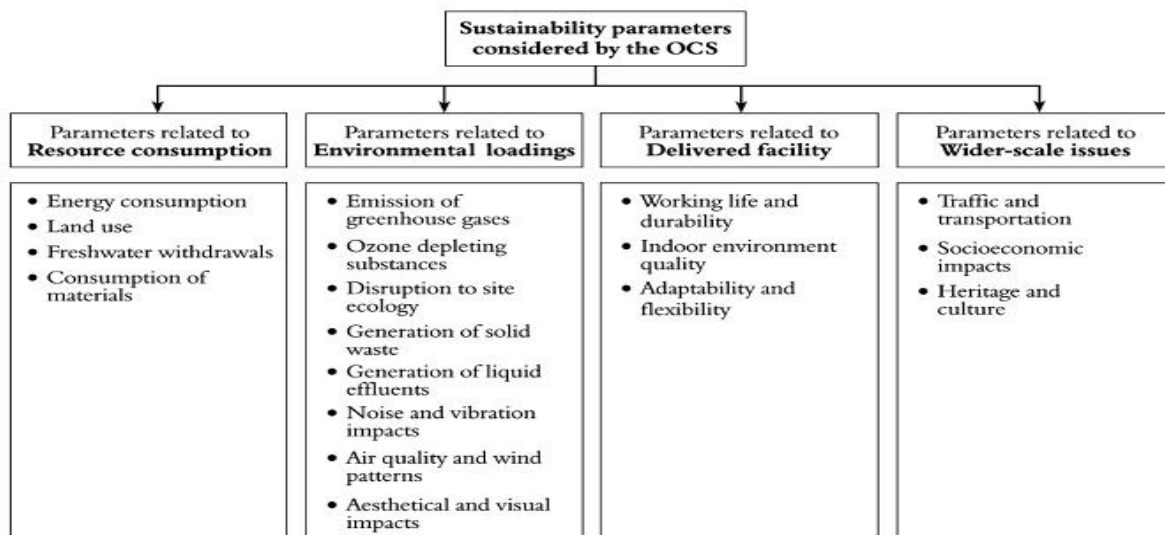 Sustainability parameters
considered by the OCS
Parameters related to
Resource consumption
• Energy consumption
• Land use
• Freshwater withdrawals
• Consumption of
materials
Parameters related to
Environmental loadings
• Emission of
greenhouse gases
• Ozone depleting
substances
• Disruption to site
ecology
• Generation of solid
waste
• Generation of liquid
effluents
• Noise and vibration
impacts
• Air quality and wind
patterns
• Aesthetical and visual
impacts
Parameters related to
Delivered facility
• Working life and
durability
• Indoor environment
quality
• Adaptability and
flexibility
Parameters related to
Wider-scale issues
• Traffic and
transportation
• Socioeconomic
impacts
• Heritage and
culture